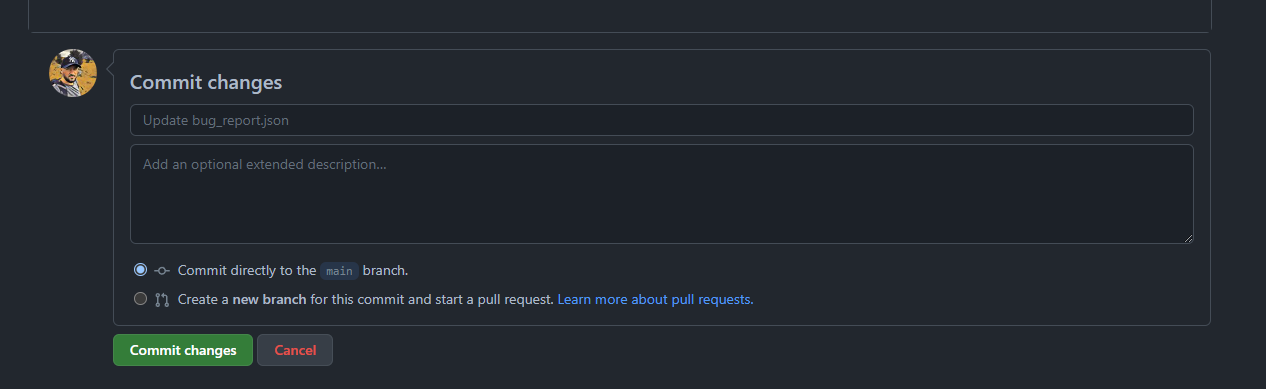 Commit changes
Update bug_report.json
Add an optional extended description...
Commit directly to the main branch.
Create a new branch for this commit and start a pull request. Learn more about pull requests.
Commit changes Cancel